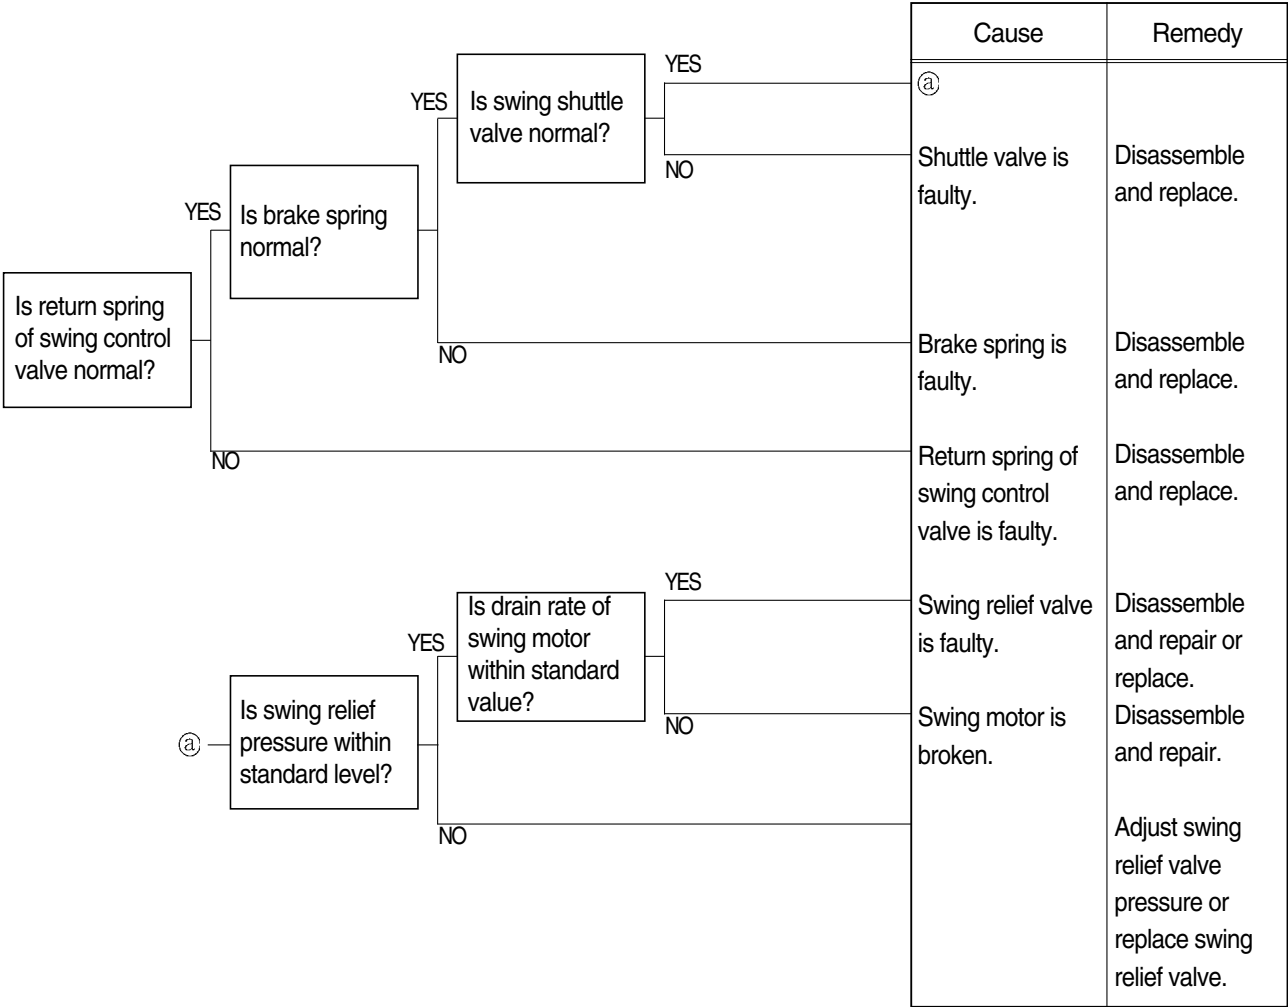 Cause
Remedy
YES
ⓐ
YES
Is swing shuttle
valve normal?
NO
Shuttle valve is
faulty.
Disassemble
and replace.
YES
Is brake spring
normal?
Is return spring
of swing control
valve normal?
NO
Brake spring is
faulty.
Disassemble
and replace.
NO
Return spring of
swing control
valve is faulty.
Disassemble
and replace.
YES
Is drain rate of
swing motor
within standard
value?
YES
Swing relief valve
is faulty.
Disassemble
and repair or
replace.
ⓐ
Is swing relief
pressure within
standard level?
NO
Swing motor is
broken.
Disassemble
and repair.
NO
Adjust swing
relief valve
pressure or
replace swing
relief valve.